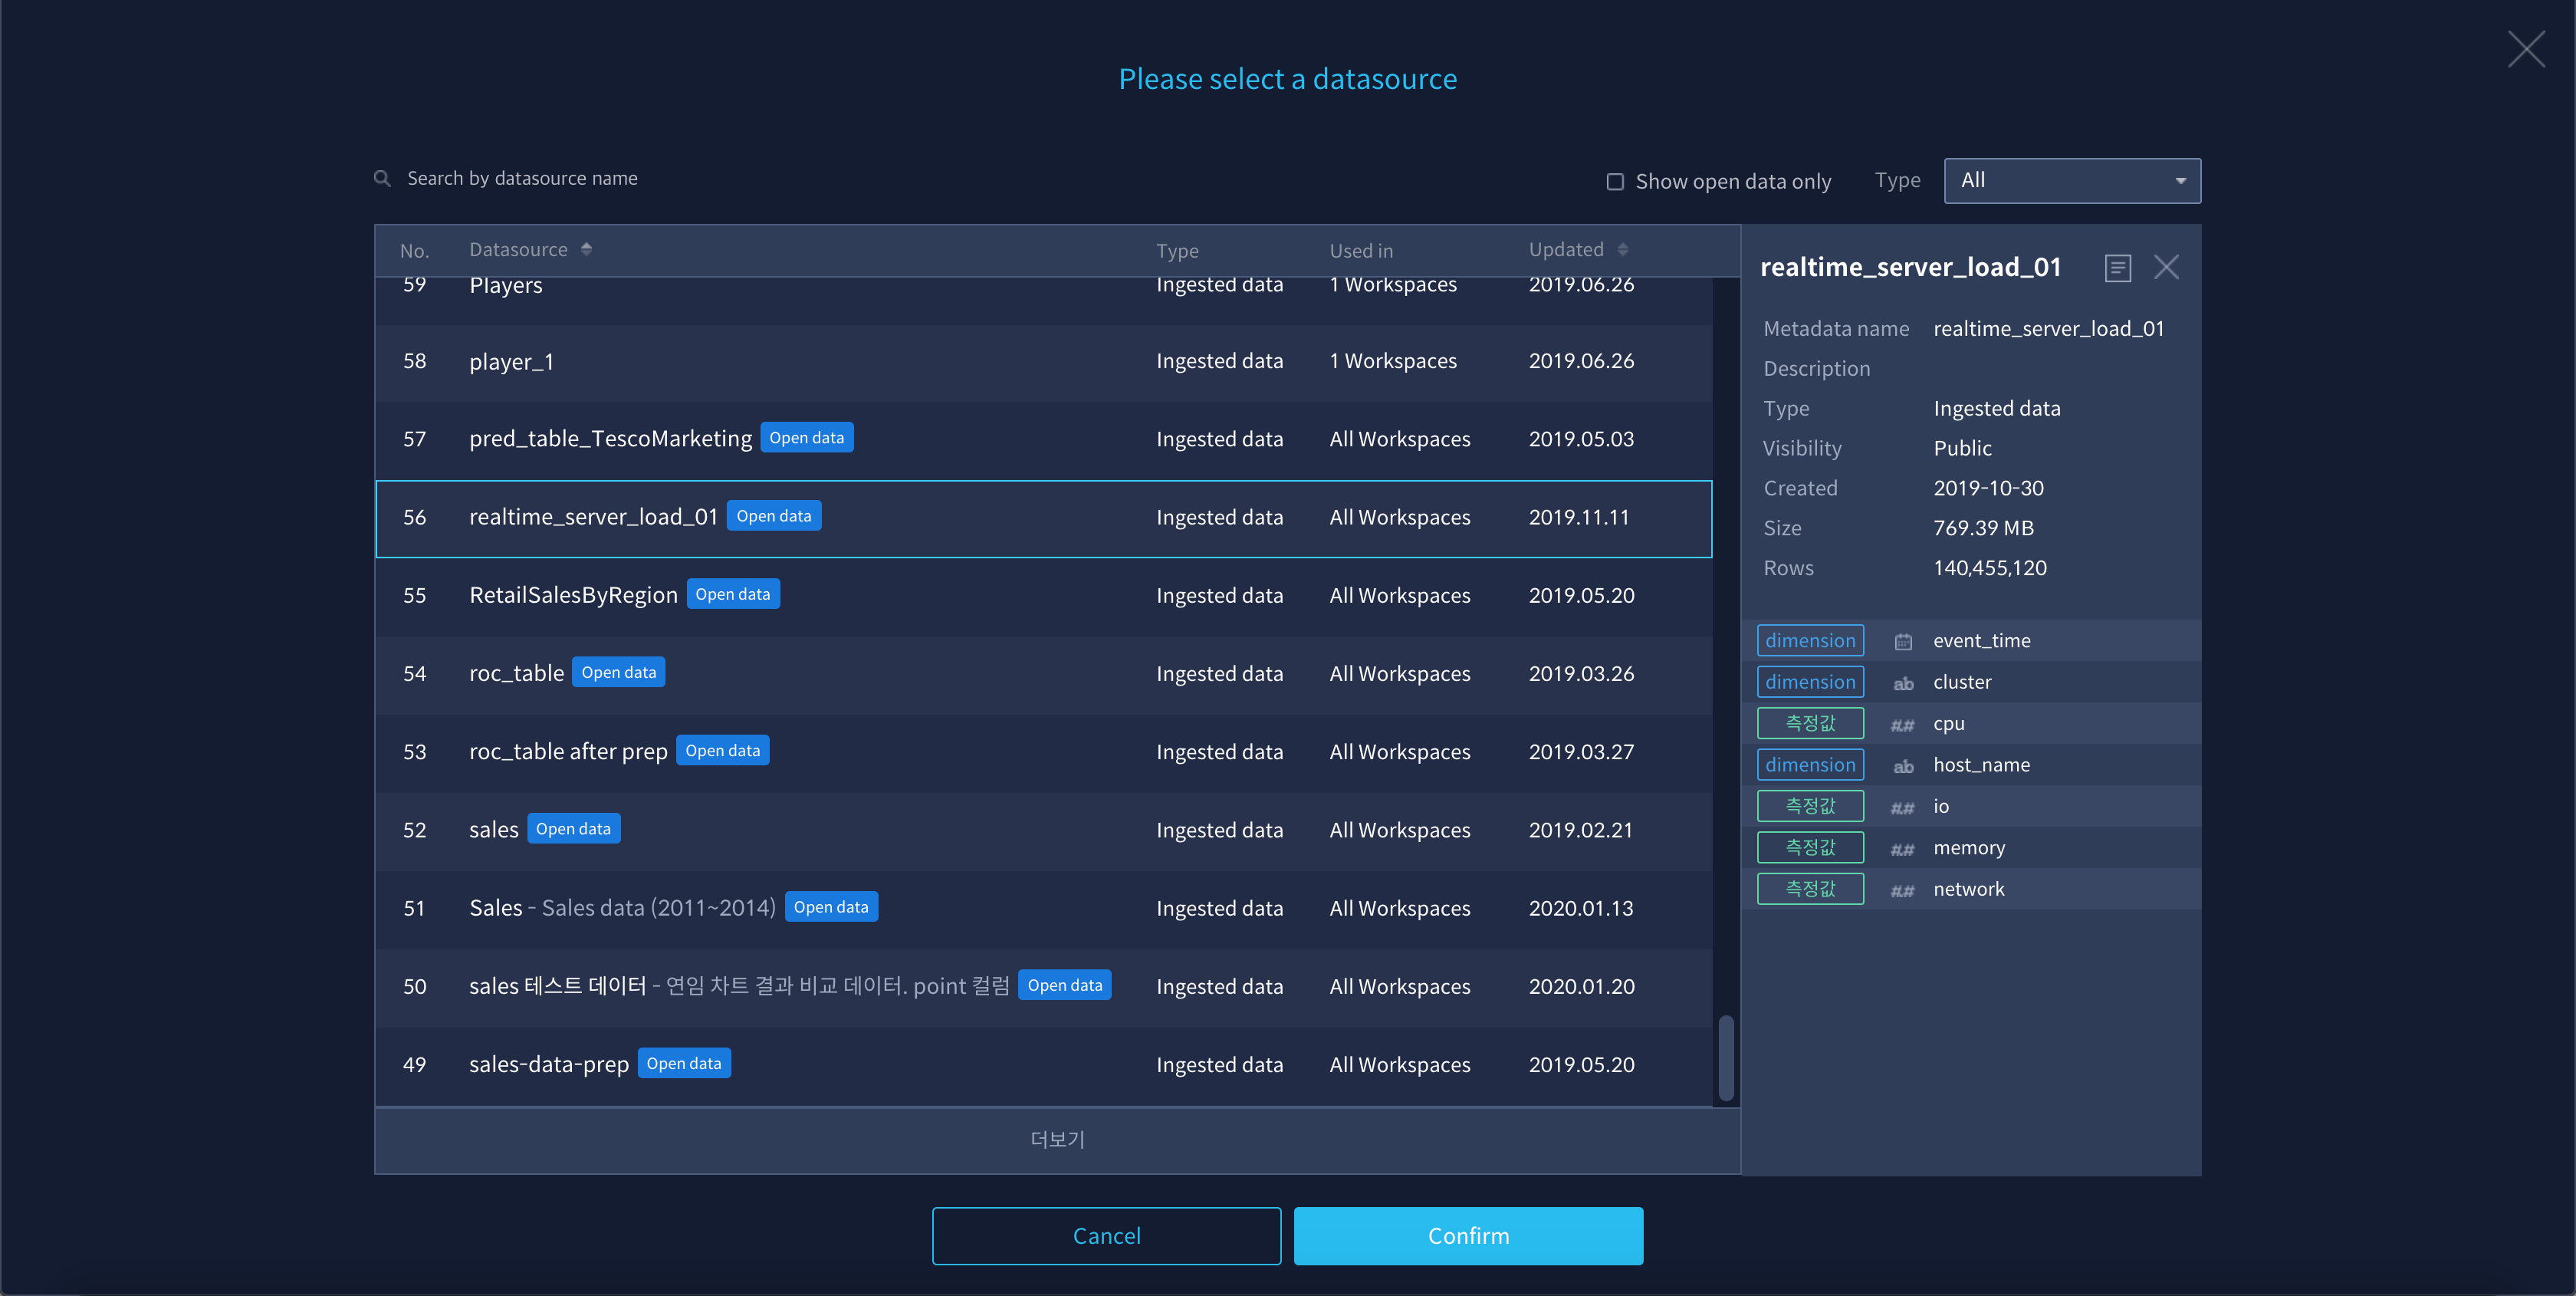 Please select a datasource
Search by datasource name
Show open data only Type All
No. Datasource Type Used in Updated
59 Players Ingested data 1 Workspaces 2019.06.26
58 player_1 Ingested data 1 Workspaces 2019.06.26
57 pred_table_TescoMarketing Open data Ingested data All Workspaces 2019.05.03
56 realtime_server_load_01 Open data Ingested data All Workspaces 2019.11.11
55 RetailSalesByRegion Open data Ingested data All Workspaces 2019.05.20
54 roc_table Open data Ingested data All Workspaces 2019.03.26
53 roc_table after prep Open data Ingested data All Workspaces 2019.03.27
52 sales Open data Ingested data All Workspaces 2019.02.21
51 Sales - Sales data (2011~2014) Open data Ingested data All Workspaces 2020.01.13
50 sales 테스트 데이터 - 연임 차트 결과 비교 데이터. point 컬럼 Open data Ingested data All Workspaces 2020.01.20
49 sales-data-prep Open data Ingested data All Workspaces 2019.05.20
더보기
realtime_server_load_01
Metadata name realtime_server_load_01
Description
Type Ingested data
Visibility Public
Created 2019-10-30
Size 769.39 MB
Rows 140,455,120
dimension event_time
dimension ab cluster
측정값 #.# cpu
dimension ab host_name
측정값 #.# io
측정값 #.# memory
측정값 #.# network
Cancel Confirm